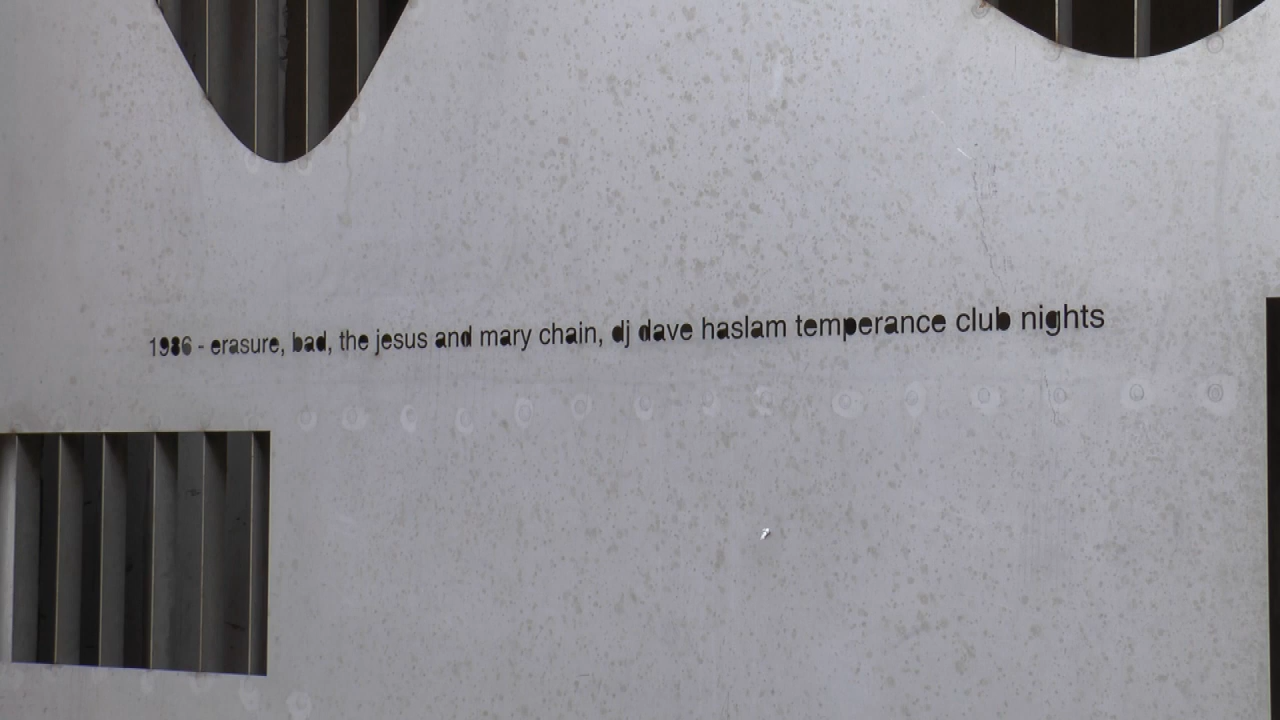 1986 - erasure, bad, the jesus and mary chain, dj dave haslam temperance club nights